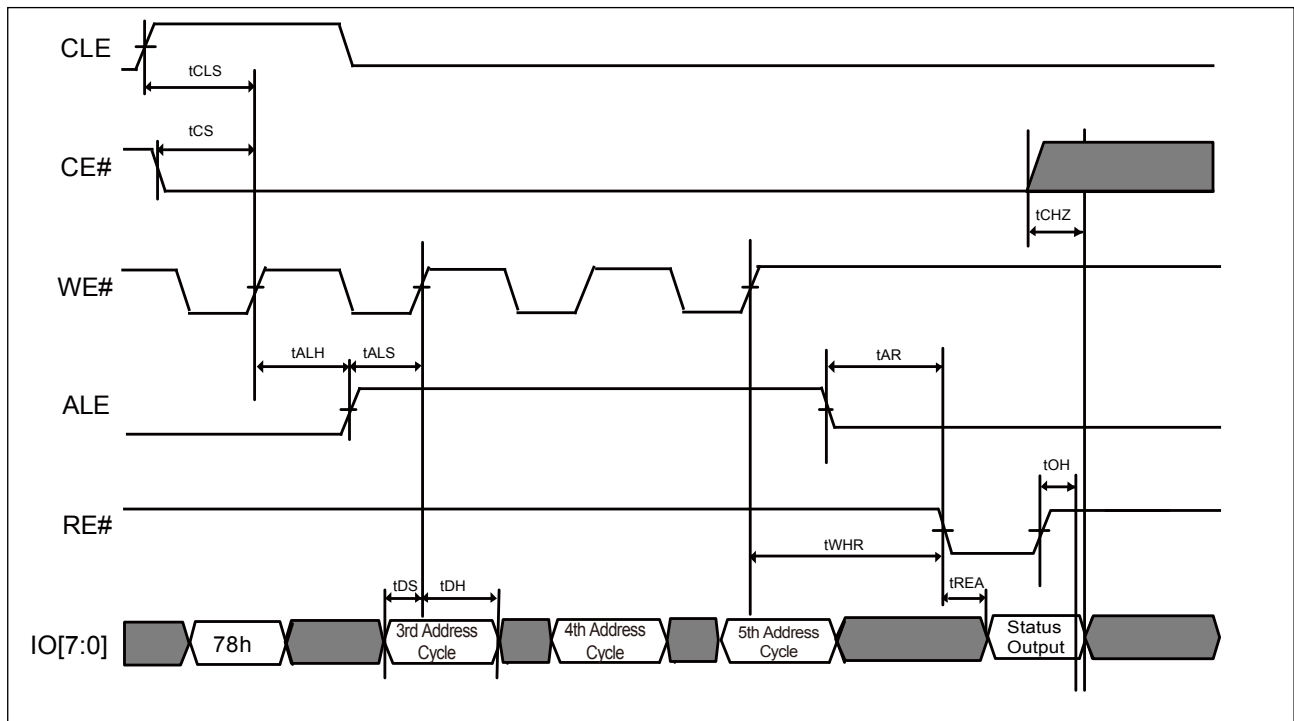 CLE
tCLS
tCS
CE#
tCHZ
WE#
tALH
tALS
tAR
ALE
tOH
RE#
tWHR
tDS
tDH
tREA
IO[7:0]
78h
3rd Address
Cycle
4th Address
Cycle
5th Address
Cycle
Status
Output